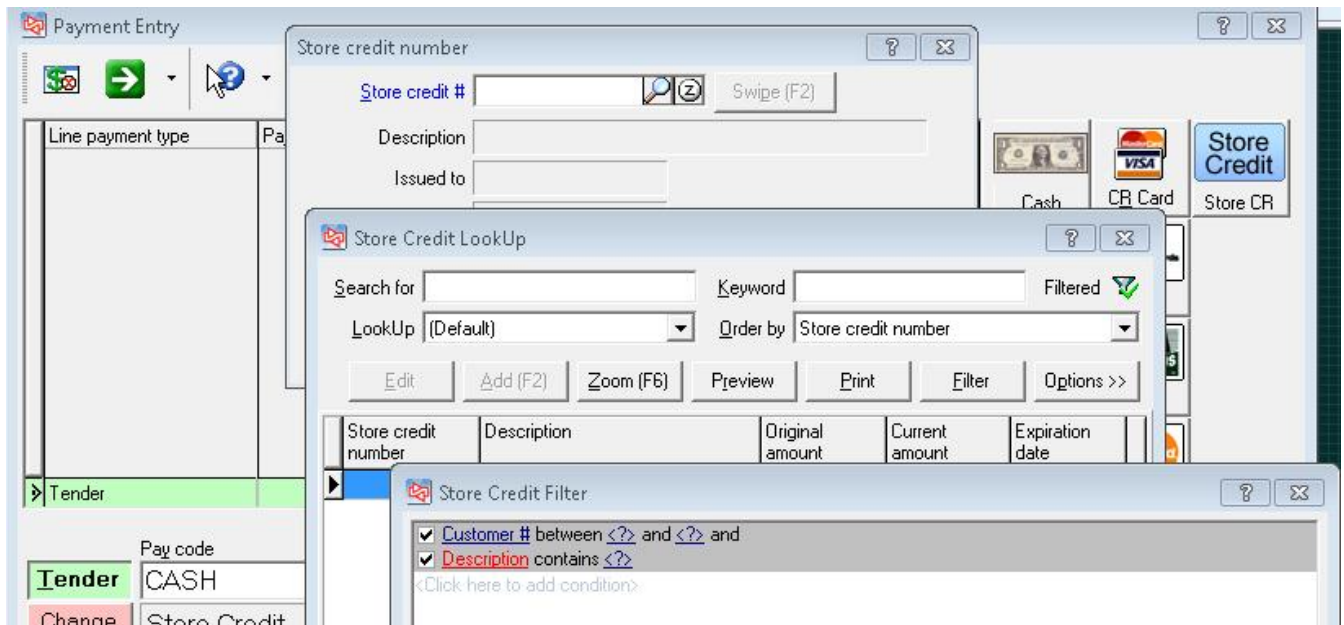 Payment Entry
Store credit number
Store credit #
Swipe (F2)
Line payment type
Pa
Description
Issued to
MasterCard
VISA
Store
Credit
Cash
CR Card
Store CR
Store Credit LookUp
Search for
Keyword
Filtered
LookUp (Default)
Order by Store credit number
Edit
Add (F2)
Zoom (F6)
Preview
Print
Filter
Options >>
Store credit
number
Description
Original
amount
Current
amount
Expiration
date
Tender
Store Credit Filter
Customer # between <?> and <?> and
Description contains <?>
<Click here to add condition>
Pay code
Tender
CASH
Change
Store Credit